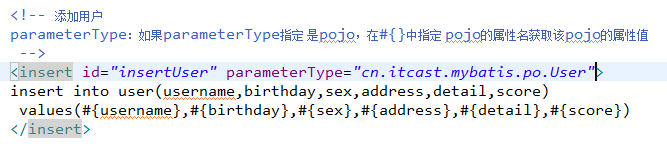 <!-- 添加用户
parameterType：如果parameterType指定是pojo，在#{}中指定 pojo的属性名获取该pojo的属性值
-->
<insert id="insertUser" parameterType="cn.itcast.mybatis.po.User">
insert into user(username,birthday,sex,address,detail,score)
values(#{username},#{birthday},#{sex},#{address},#{detail},#{score})
</insert>